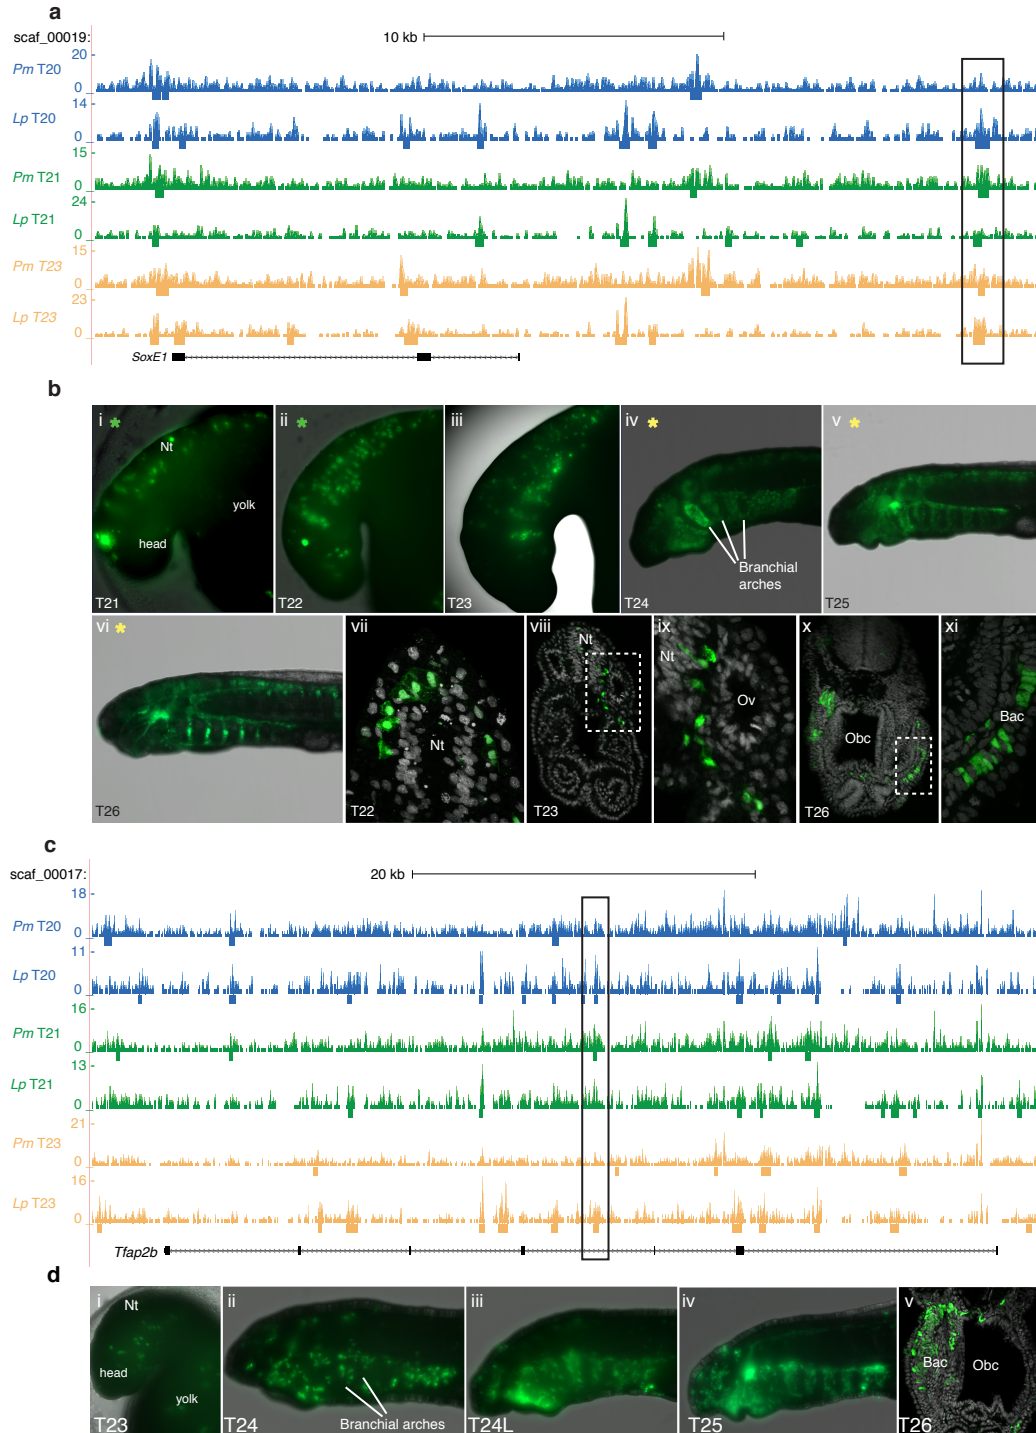 a
scaf_00019:
10 kb
20
Pm T20
0
14
Lp T20
0
15
Pm T21
0
24
Lp T21
0
15
Pm T23
0
23
Lp T23
0
SoxE1
b
i
Nt
yolk
head
T21
ii
T22
iii
T23
iv
Branchial
arches
T24
v
T25
vi
T26
vii
Nt
T22
viii
Nt
T23
ix
Nt
Ov
x
Obc
T26
xi
Bac
c
scaf_00017:
20 kb
18
Pm T20
0
11
Lp T20
0
16
Pm T21
0
13
Lp T21
0
21
Pm T23
0
16
Lp T23
0
Tfap2b
d
i
Nt
head
yolk
T23
ii
Branchial arches
T24
iii
T24L
iv
T25
v
Bac
Obc
T26